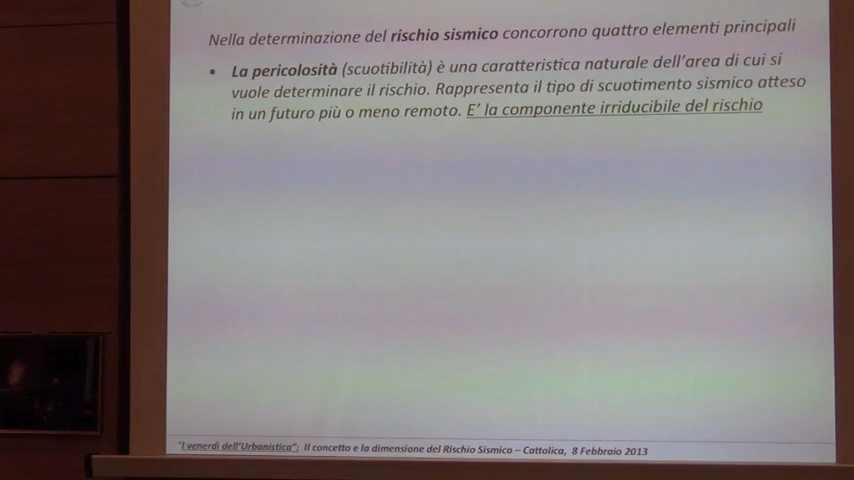 Nella determinazione del rischio sismico concorrono quattro elementi principali
• La pericolosità (scuotibilità) è una caratteristica naturale dell'area di cui si
vuole determinare il rischio. Rappresenta il tipo di scuotimento sismico atteso
in un futuro più o meno remoto. E' la componente irriducibile del rischio
"I venerdì dell'Urbanistica": Il concetto e la dimensione del Rischio Sismico – Cattolica, 8 Febbraio 2013